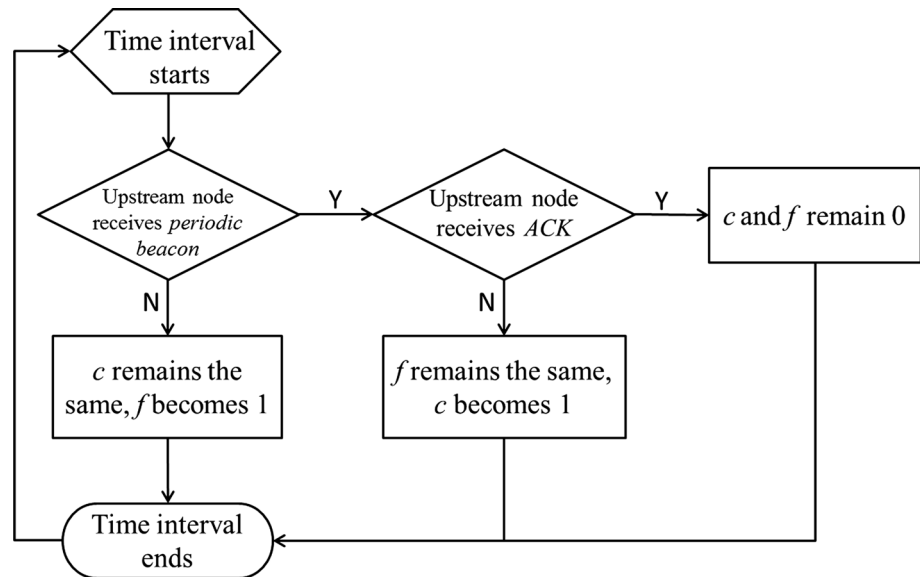 Time interval
starts
Upstream node
receives periodic
beacon
Y
Upstream node
receives ACK
Y
c and f remain 0
N
N
c remains the
same, f becomes 1
f remains the same,
c becomes 1
Time interval
ends